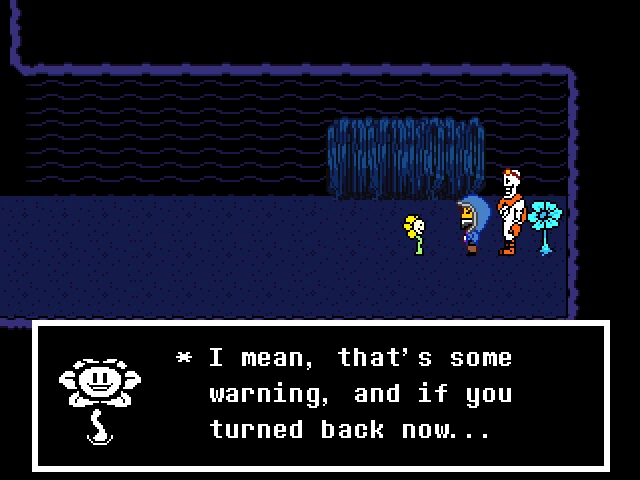 * I mean, that's some
warning, and if you
turned back now...